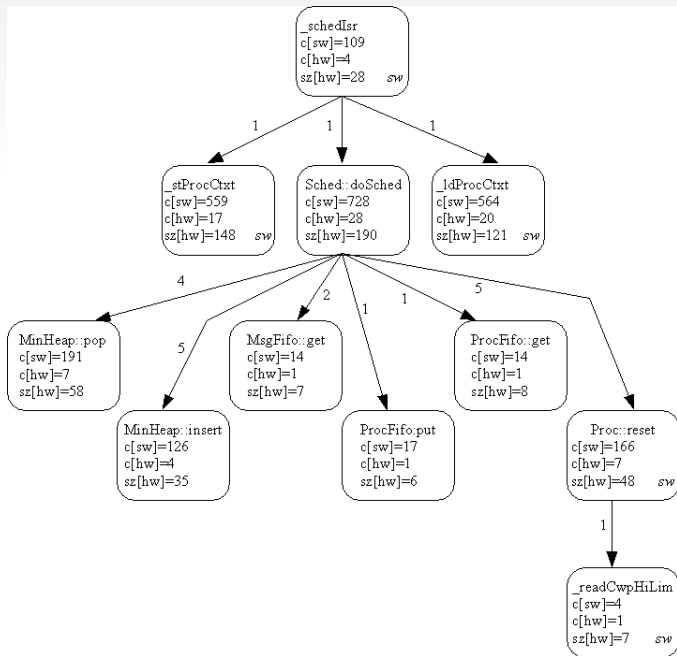 _schedIsr
c[sw]=109
c[hw]=4
sz[hw]=28 sw
1 1 1
_stProcCtxt
c[sw]=559
c[hw]=17
sz[hw]=148 sw
Sched::doSched
c[sw]=728
c[hw]=28
sz[hw]=190
_ldProcCtxt
c[sw]=564
c[hw]=20
sz[hw]=121 sw
4 5 2 1 1 5
MinHeap::pop
c[sw]=191
c[hw]=7
sz[hw]=58
MsgFifo::get
c[sw]=14
c[hw]=1
sz[hw]=7
ProcFifo::get
c[sw]=14
c[hw]=1
sz[hw]=8
MinHeap::insert
c[sw]=126
c[hw]=4
sz[hw]=35
ProcFifo:put
c[sw]=17
c[hw]=1
sz[hw]=6
Proc::reset
c[sw]=166
c[hw]=7
sz[hw]=48 sw
1
_readCwpHiLim
c[sw]=4
c[hw]=1
sz[hw]=7 sw